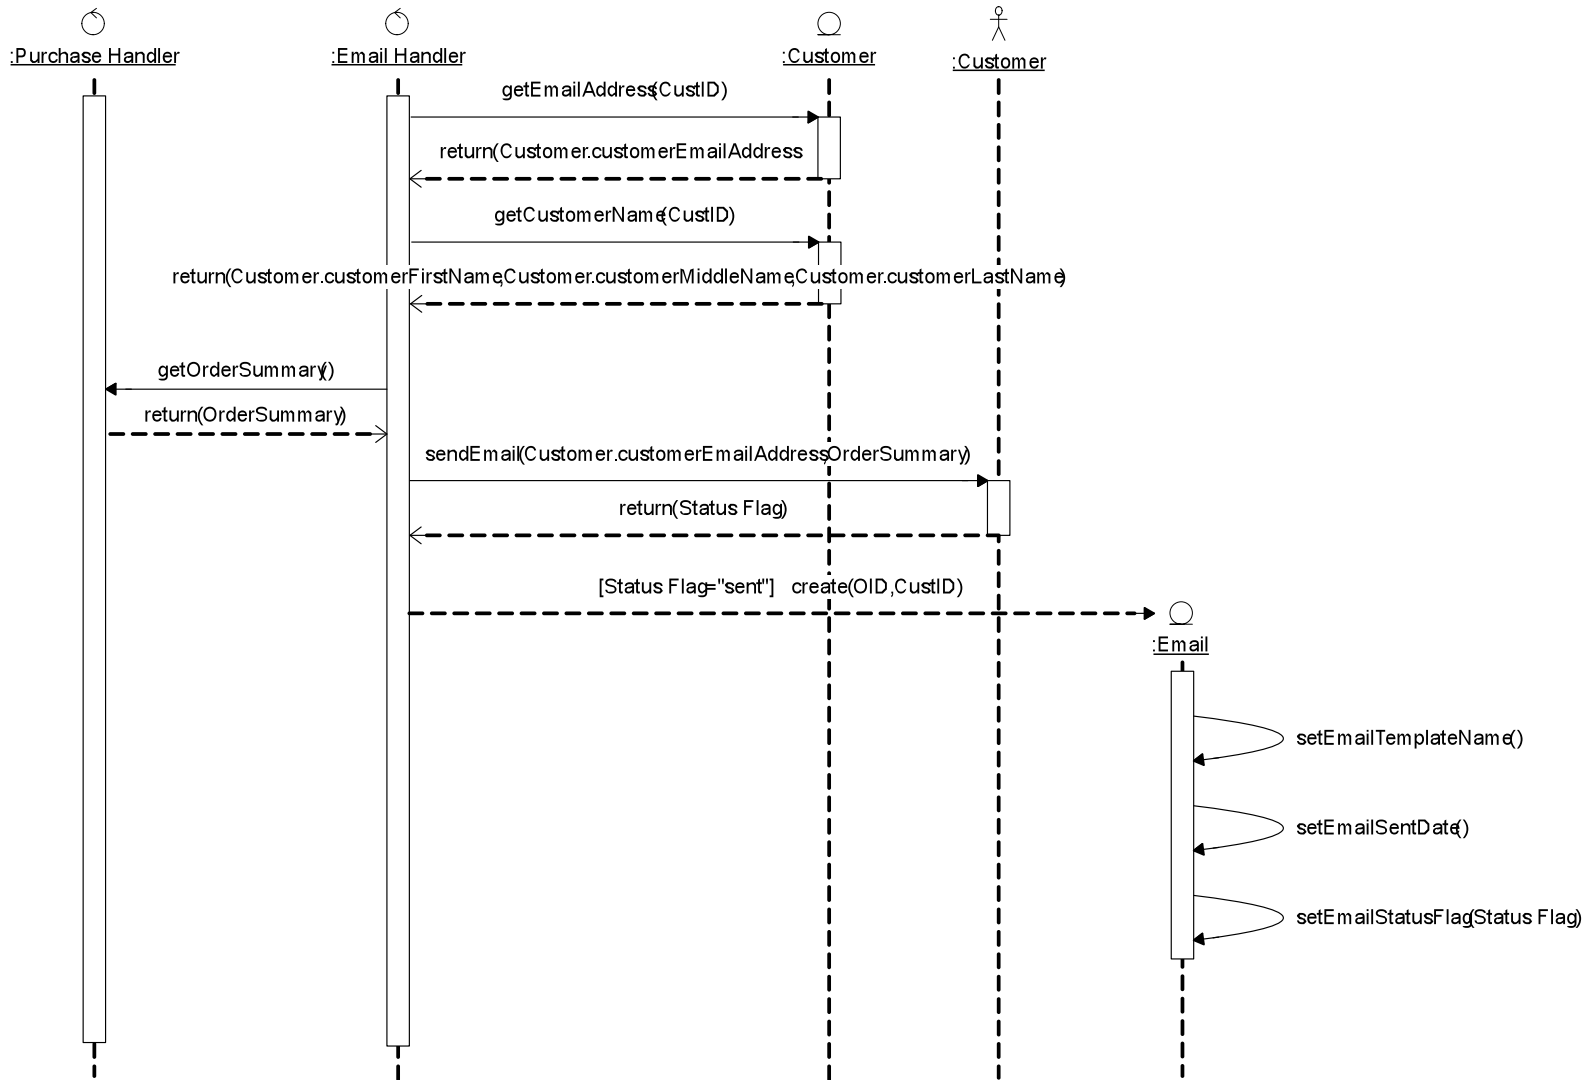 :Purchase Handler
:Email Handler
:Customer
:Customer
getEmailAddress(CustID)
return(Customer.customerEmailAddress
getCustomerName(CustID)
return(Customer.customerFirstName,Customer.customerMiddleName,Customer.customerLastName)
getOrderSummary()
return(OrderSummary)
sendEmail(Customer.customerEmailAddress,OrderSummary)
return(Status Flag)
[Status Flag="sent"] create(OID,CustID)
:Email
setEmailTemplateName()
setEmailSentDate()
setEmailStatusFlag(Status Flag)